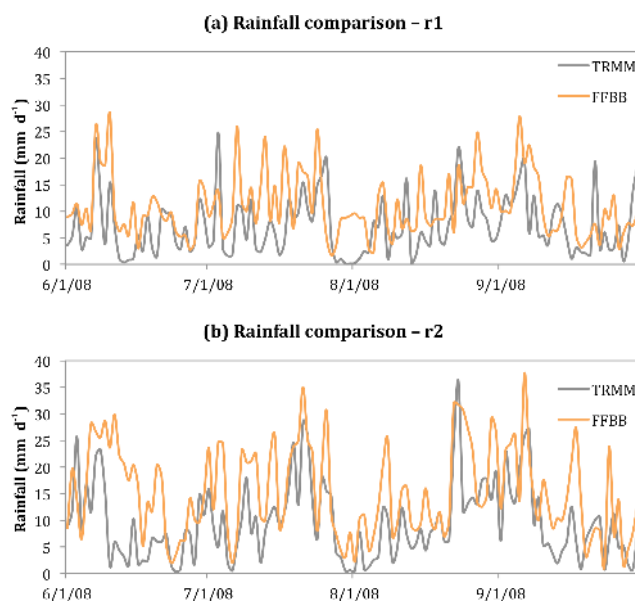 (a) Rainfall comparison – r1
40
35
30
25
20
15
10
5
0
Rainfall (mm d⁻¹)
TRMM
FFBB
6/1/08 7/1/08 8/1/08 9/1/08
(b) Rainfall comparison – r2
40
35
30
25
20
15
10
5
0
Rainfall (mm d⁻¹)
TRMM
FFBB
6/1/08 7/1/08 8/1/08 9/1/08